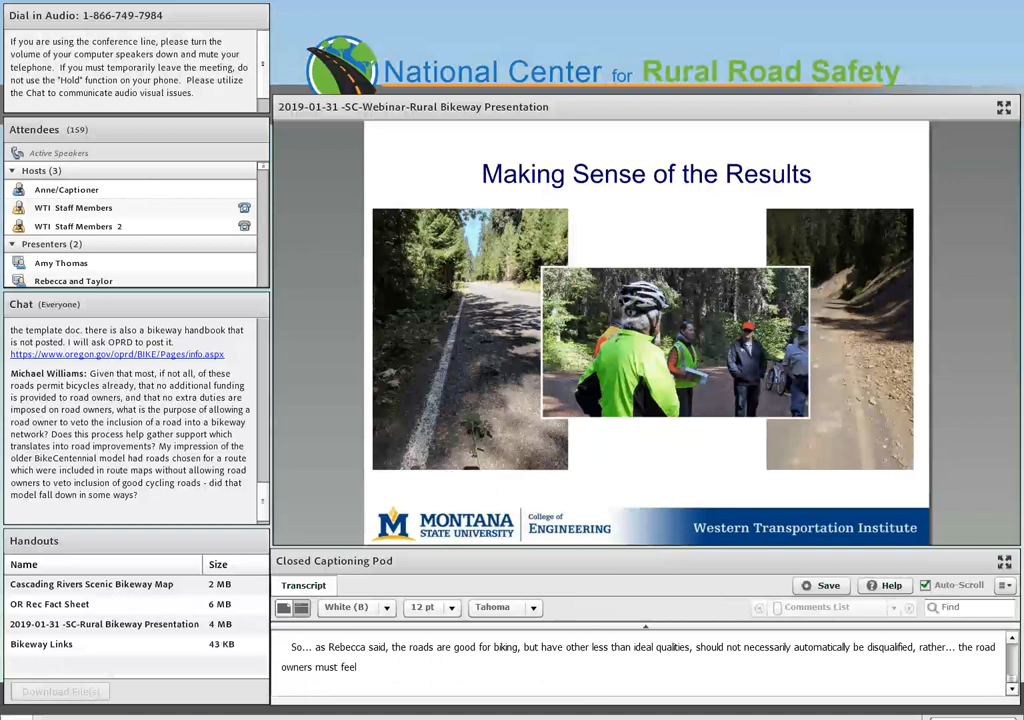 Dial in Audio: 1-866-749-7984
If you are using the conference line, please turn the
volume of your computer speakers down and mute your
telephone. If you must temporarily leave the meeting, do
not use the "Hold" function on your phone. Please utilize
the Chat to communicate audio visual issues.
Attendees (159)
Active Speakers
Hosts (3)
Anne/Captioner
WTI Staff Members
WTI Staff Members 2
Presenters (2)
Amy Thomas
Rebecca and Taylor
Chat (Everyone)
the template doc. there is also a bikeway handbook that
is not posted. I will ask OPRD to post it.
https://www.oregon.gov/oprd/BIKE/Pages/info.aspx
Michael Williams: Given that most, if not all, of these
roads permit bicycles already, that no additional funding
is provided to road owners, and that no extra duties are
imposed on road owners, what is the purpose of allowing a
road owner to veto the inclusion of a road into a bikeway
network? Does this process help gather support which
translates into road improvements? My impression of the
older BikeCentennial model had roads chosen for a route
which were included in route maps without allowing road
owners to veto inclusion of good cycling roads - did that
model fall down in some ways?
Handouts
Name Size
Cascading Rivers Scenic Bikeway Map 2 MB
OR Rec Fact Sheet 6 MB
2019-01-31 -SC-Rural Bikeway Presentation 4 MB
Bikeway Links 43 KB
Download File(s)
National Center for Rural Road Safety
2019-01-31 -SC-Webinar-Rural Bikeway Presentation
Making Sense of the Results
M MONTANA
STATE UNIVERSITY
College of
ENGINEERING
Western Transportation Institute
Closed Captioning Pod
Transcript Save Help Auto-Scroll
White (B) 12 pt Tahoma Comments List Find
So... as Rebecca said, the roads are good for biking, but have other less than ideal qualities, should not necessarily automatically be disqualified, rather... the road
owners must feel